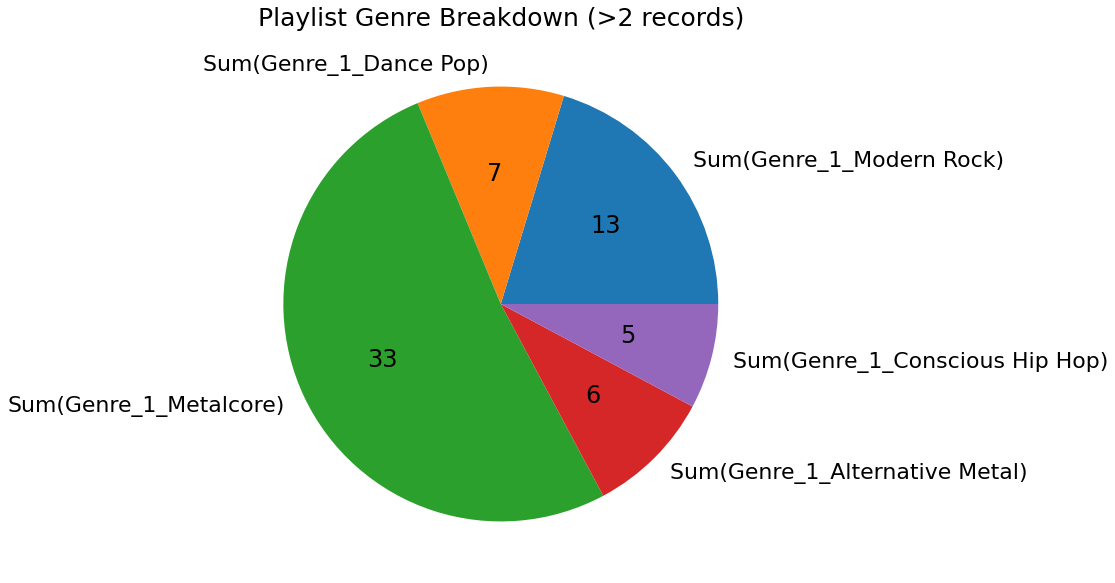 Playlist Genre Breakdown (>2 records)
Sum(Genre_1_Dance Pop)
7
Sum(Genre_1_Modern Rock)
13
5
Sum(Genre_1_Conscious Hip Hop)
33
Sum(Genre_1_Metalcore)
6
Sum(Genre_1_Alternative Metal)